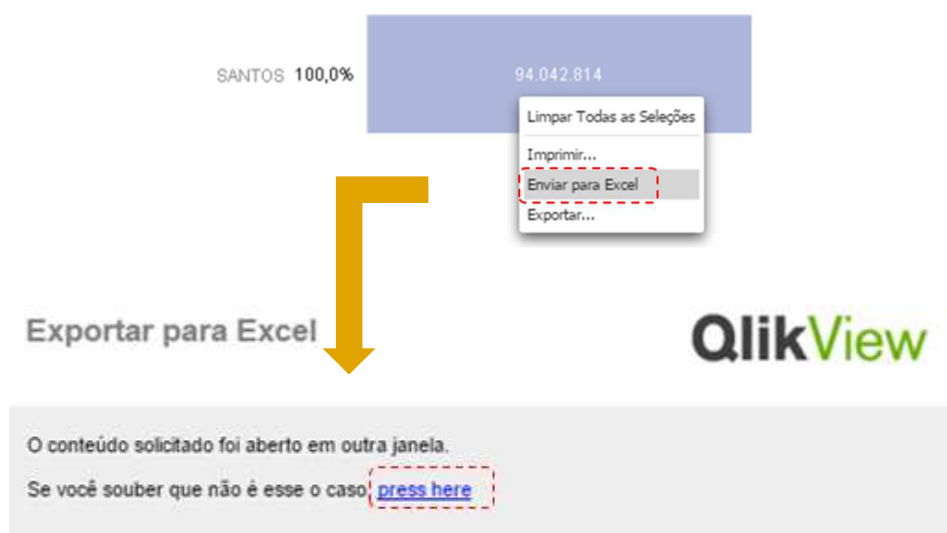 SANTOS 100,0% 94.042.814
Limpar Todas as Seleções
Imprimir...
Enviar para Excel
Exportar...
Exportar para Excel
QlikView
O conteúdo solicitado foi aberto em outra janela.
Se você souber que não é esse o caso, press here